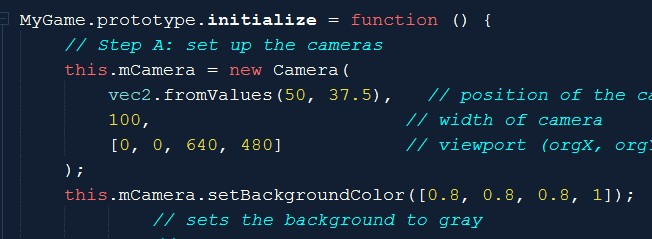 MyGame.prototype.initialize = function () {
// Step A: set up the cameras
this.mCamera = new Camera(
vec2.fromValues(50, 37.5), // position of the
100, // width of camera
[0, 0, 640, 480] // viewport (orgX,
);
this.mCamera.setBackgroundColor([0.8, 0.8, 0.8, 1]);
// sets the background to gray